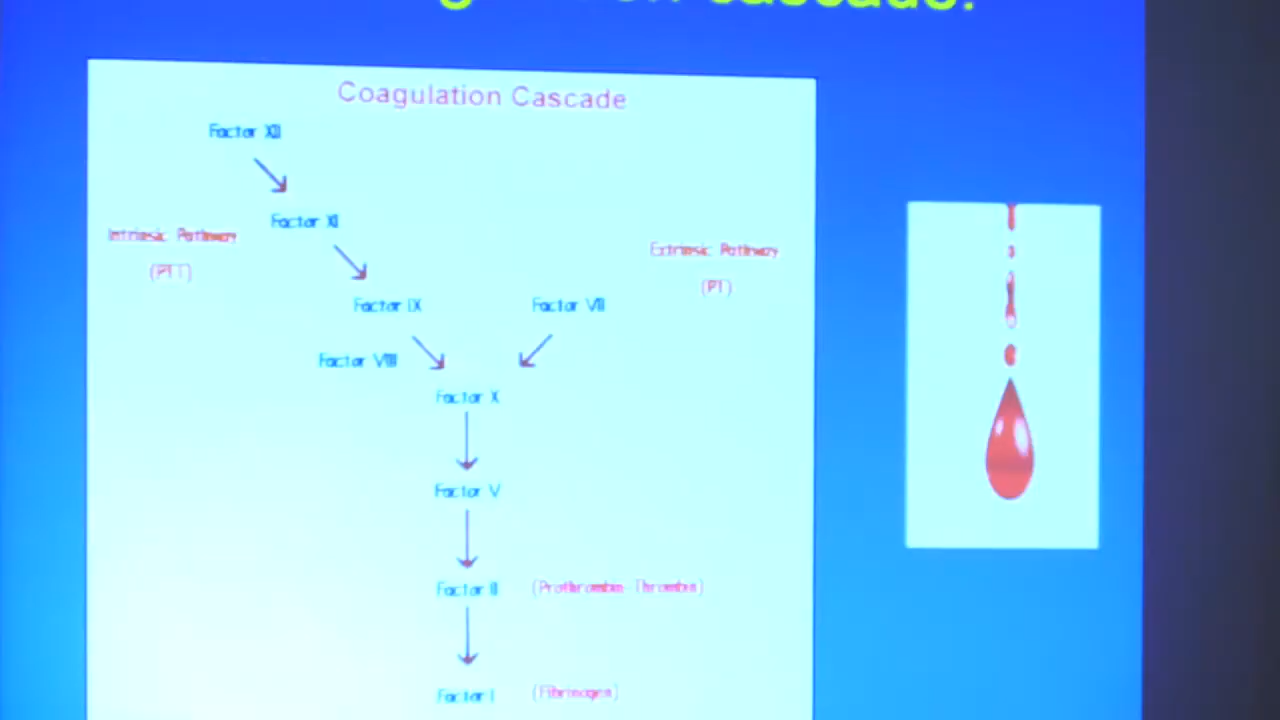 cascade.
Coagulation Cascade
Factor XII
Factor XI
Intrinsic Pathway
(PTT)
Extrinsic Pathway
(PT)
Factor IX
Factor VII
Factor VIII
Factor X
Factor V
Factor II (Prothrombin-Thrombin)
Factor I (Fibrinogen)